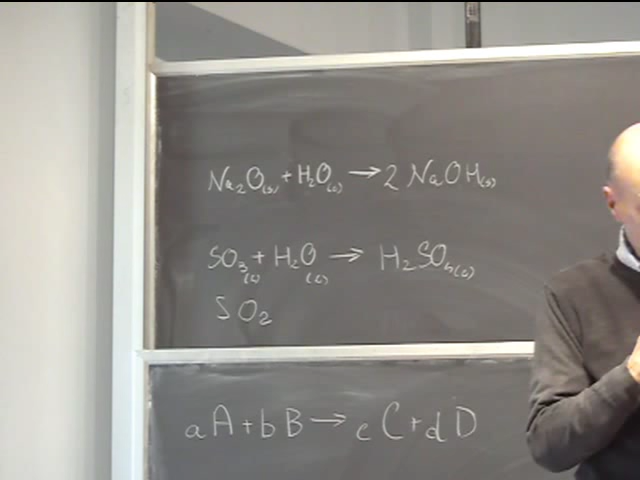 Na₂O(s) + H₂O(l) → 2 NaOH(s)
SO₃(l) + H₂O(l) → H₂SO₄(l)
SO₂
aA + bB → cC + dD